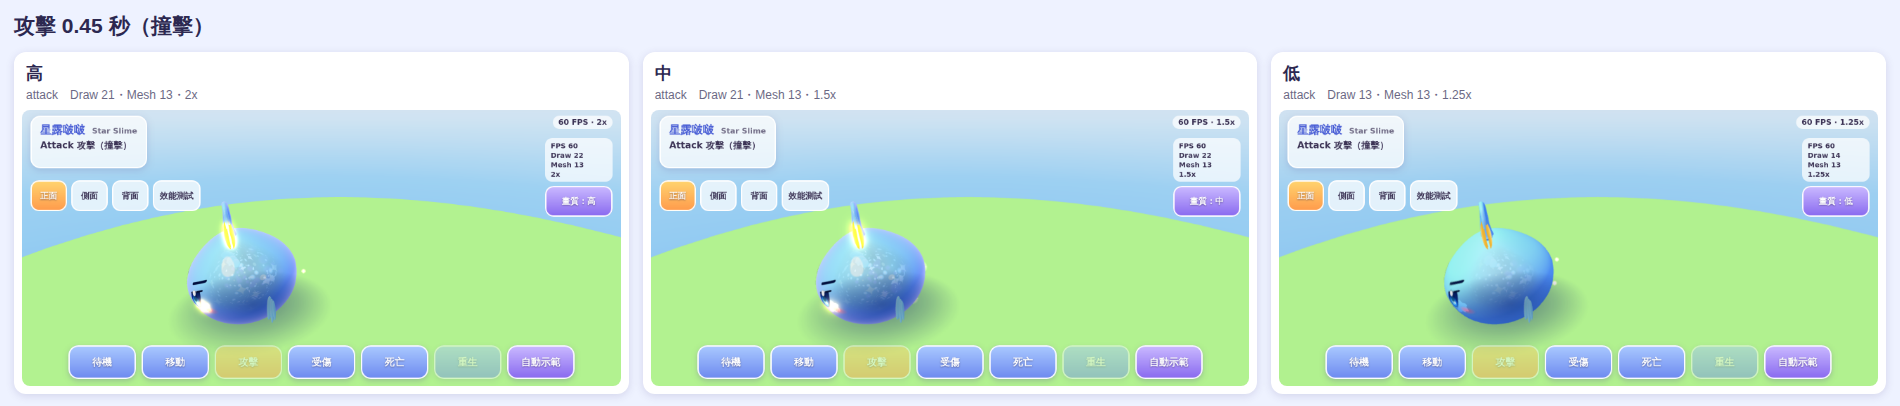 攻擊 0.45 秒（撞擊）
高
attack Draw 21・Mesh 13・2x
星露啵啵 Star Slime
Attack 攻擊（撞擊）
60 FPS · 2x
FPS 60
Draw 22
Mesh 13
2x
正面 側面 背面 效能測試
畫質：高
待機 移動 攻擊 受傷 死亡 重生 自動示範
中
attack Draw 21・Mesh 13・1.5x
星露啵啵 Star Slime
Attack 攻擊（撞擊）
60 FPS · 1.5x
FPS 60
Draw 22
Mesh 13
1.5x
正面 側面 背面 效能測試
畫質：中
待機 移動 攻擊 受傷 死亡 重生 自動示範
低
attack Draw 13・Mesh 13・1.25x
星露啵啵 Star Slime
Attack 攻擊（撞擊）
60 FPS · 1.25x
FPS 60
Draw 14
Mesh 13
1.25x
正面 側面 背面 效能測試
畫質：低
待機 移動 攻擊 受傷 死亡 重生 自動示範